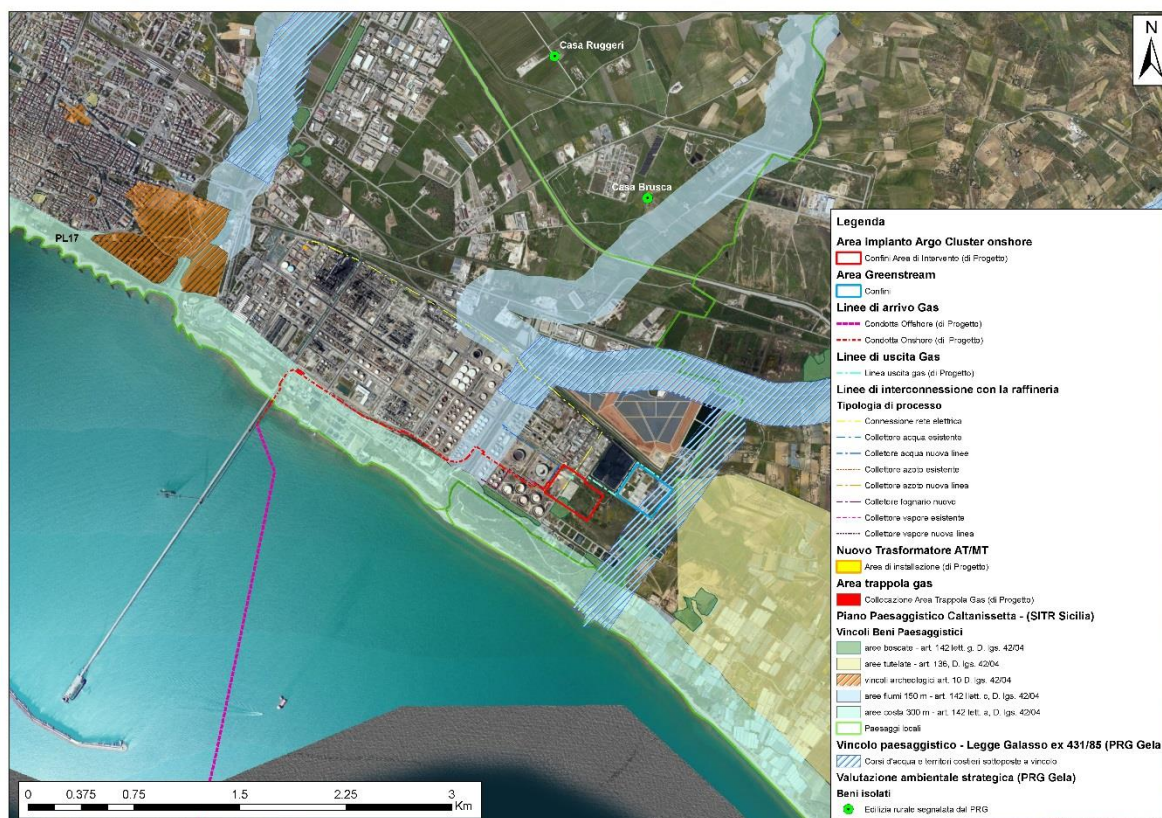 N
Casa Ruggeri
Casa Brusca
PL17
Legenda
Area impianto Argo Cluster onshore
Confini Area di Intervento (di Progetto)
Area Greenstream
Confini
Linee di arrivo Gas
Condotta Offshore (di Progetto)
Condotta Onshore (di Progetto)
Linee di uscita Gas
Linea uscita gas (di Progetto)
Linee di interconnessione con la raffineria
Tipologia di processo
Connessione rete elettrica
Collettore acqua esistente
Collettore acqua nuova linea
Collettore azoto esistente
Collettore azoto nuova linea
Collettore fognario nuovo
Collettore vapore esistente
Collettore vapore nuova linea
Nuovo Trasformatore AT/MT
Area di installazione (di Progetto)
Area trappola gas
Collocazione Area Trappola Gas (di Progetto)
Piano Paesaggistico Caltanissetta - (SITR Sicilia)
Vincoli Beni Paesaggistici
aree boscate - art. 142 lett. g, D. lgs. 42/04
aree tutelate - art. 136, D. lgs. 42/04
vincoli archeologici art. 10 D. lgs. 42/04
aree fiumi 150 m - art. 142 lett. c, D. lgs. 42/04
aree costa 300 m - art. 142 lett. a, D. lgs. 42/04
Paesaggi locali
Vincolo paesaggistico - Legge Galasso ex 431/85 (PRG Gela
Corsi d'acqua e territori costieri sottoposte a vincolo
Valutazione ambientale strategica (PRG Gela)
Beni isolati
Edilizia rurale segnalata dal PRG
0 0.375 0.75 1.5 2.25 3
Km